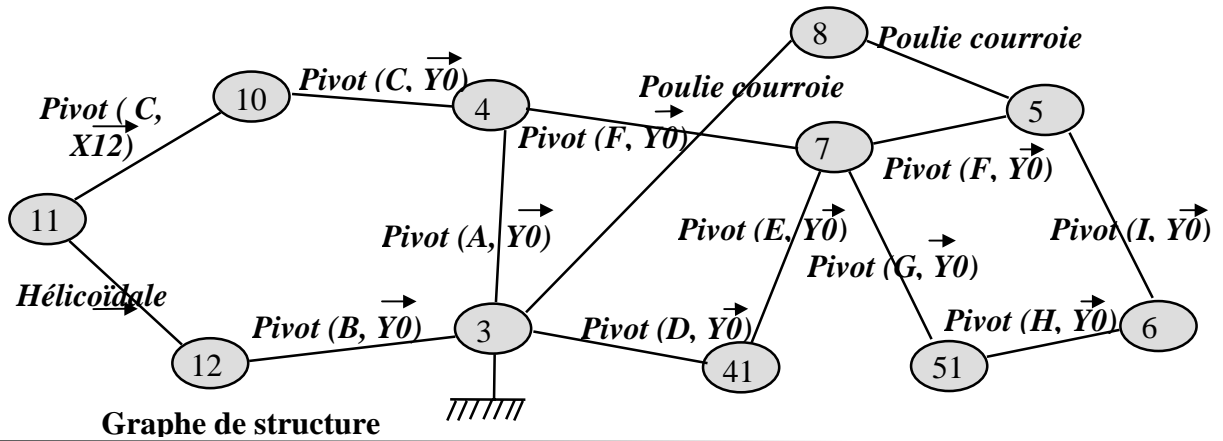 8
Poulie courroie
Pivot (C, Y0)
Poulie courroie
10
4
5
Pivot ( C,
X12)
Pivot (F, Y0)
7
Pivot (F, Y0)
11
Pivot (A, Y0)
Pivot (E, Y0)
Pivot (I, Y0)
Pivot (G, Y0)
Hélicoïdale
Pivot (B, Y0)
3
Pivot (D, Y0)
Pivot (H, Y0)
6
12
41
51
Graphe de structure